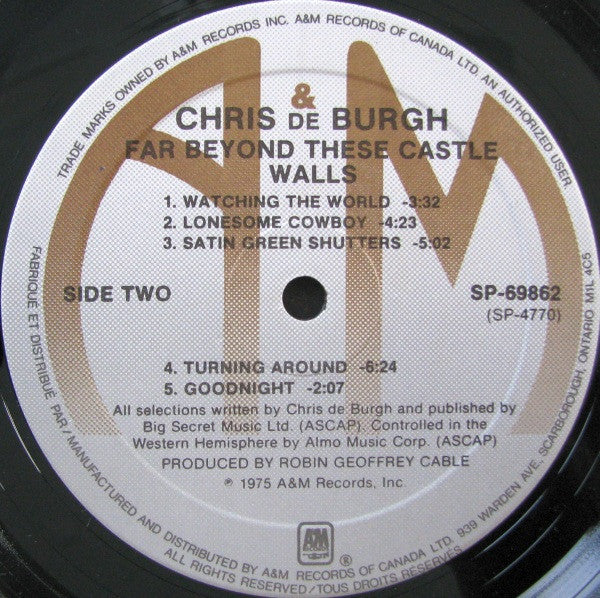 TRADE MARKS OWNED BY A&M RECORDS INC. A&M RECORDS OF CANADA LTD. AN AUTHORIZED USER
&
CHRIS DE BURGH
FAR BEYOND THESE CASTLE
WALLS
1. WATCHING THE WORLD -3:32
2. LONESOME COWBOY -4:23
3. SATIN GREEN SHUTTERS -5:02
SIDE TWO
SP-69862
(SP-4770)
4. TURNING AROUND -6:24
5. GOODNIGHT -2:07
All selections written by Chris de Burgh and published by
Big Secret Music Ltd. (ASCAP). Controlled in the
Western Hemisphere by Almo Music Corp. (ASCAP)
PRODUCED BY ROBIN GEOFFREY CABLE
℗ 1975 A&M Records, Inc.
A&M
RECORDS
®
FABRIQUÉ ET DISTRIBUÉ PAR / MANUFACTURED AND DISTRIBUTED BY A&M RECORDS OF CANADA LTD. 939 WARDEN AVE, SCARBOROUGH, ONTARIO M1L 4C5
ALL RIGHTS RESERVED / TOUS DROITS RESERVÉS